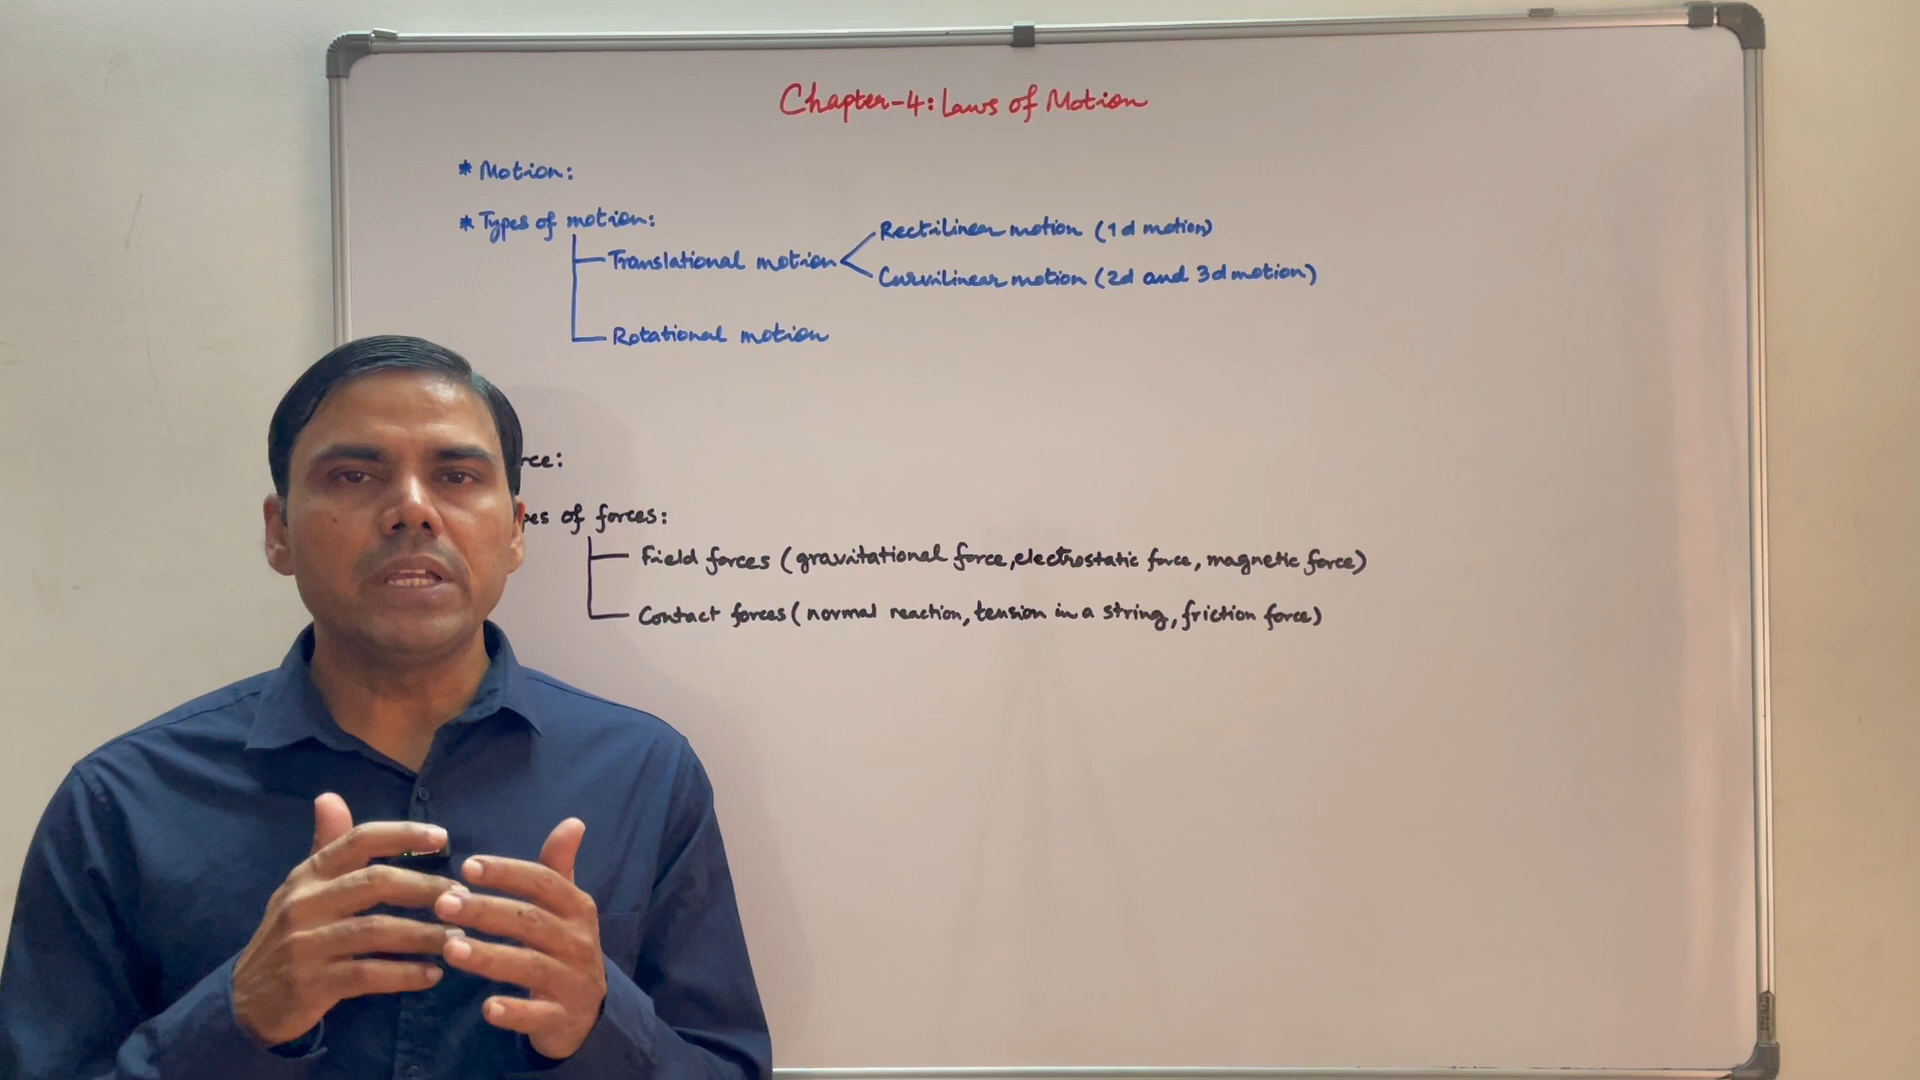 Chapter-4: Laws of Motion
* Motion:
* Types of motion:
Rectilinear motion (1d motion)
Translational motion
Curvilinear motion (2d and 3d motion)
Rotational motion
rce:
pes of forces:
Field forces (gravitational force, electrostatic force, magnetic force)
Contact forces (normal reaction, tension in a string, friction force)